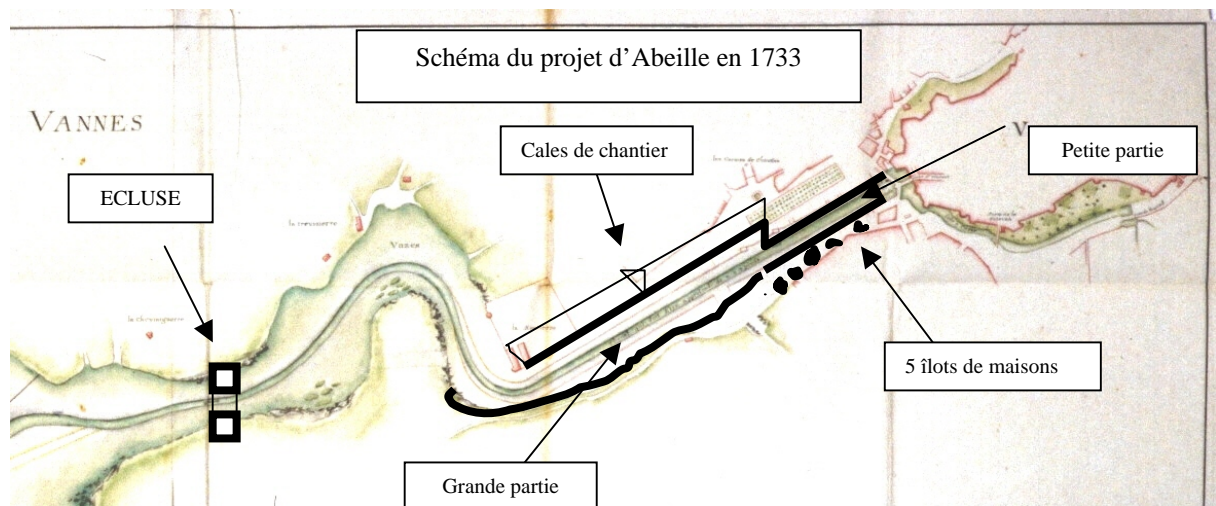 Schéma du projet d’Abeille en 1733
VANNES
Cales de chantier
V
Petite partie
ECLUSE
Vanes
5 îlots de maisons
Grande partie